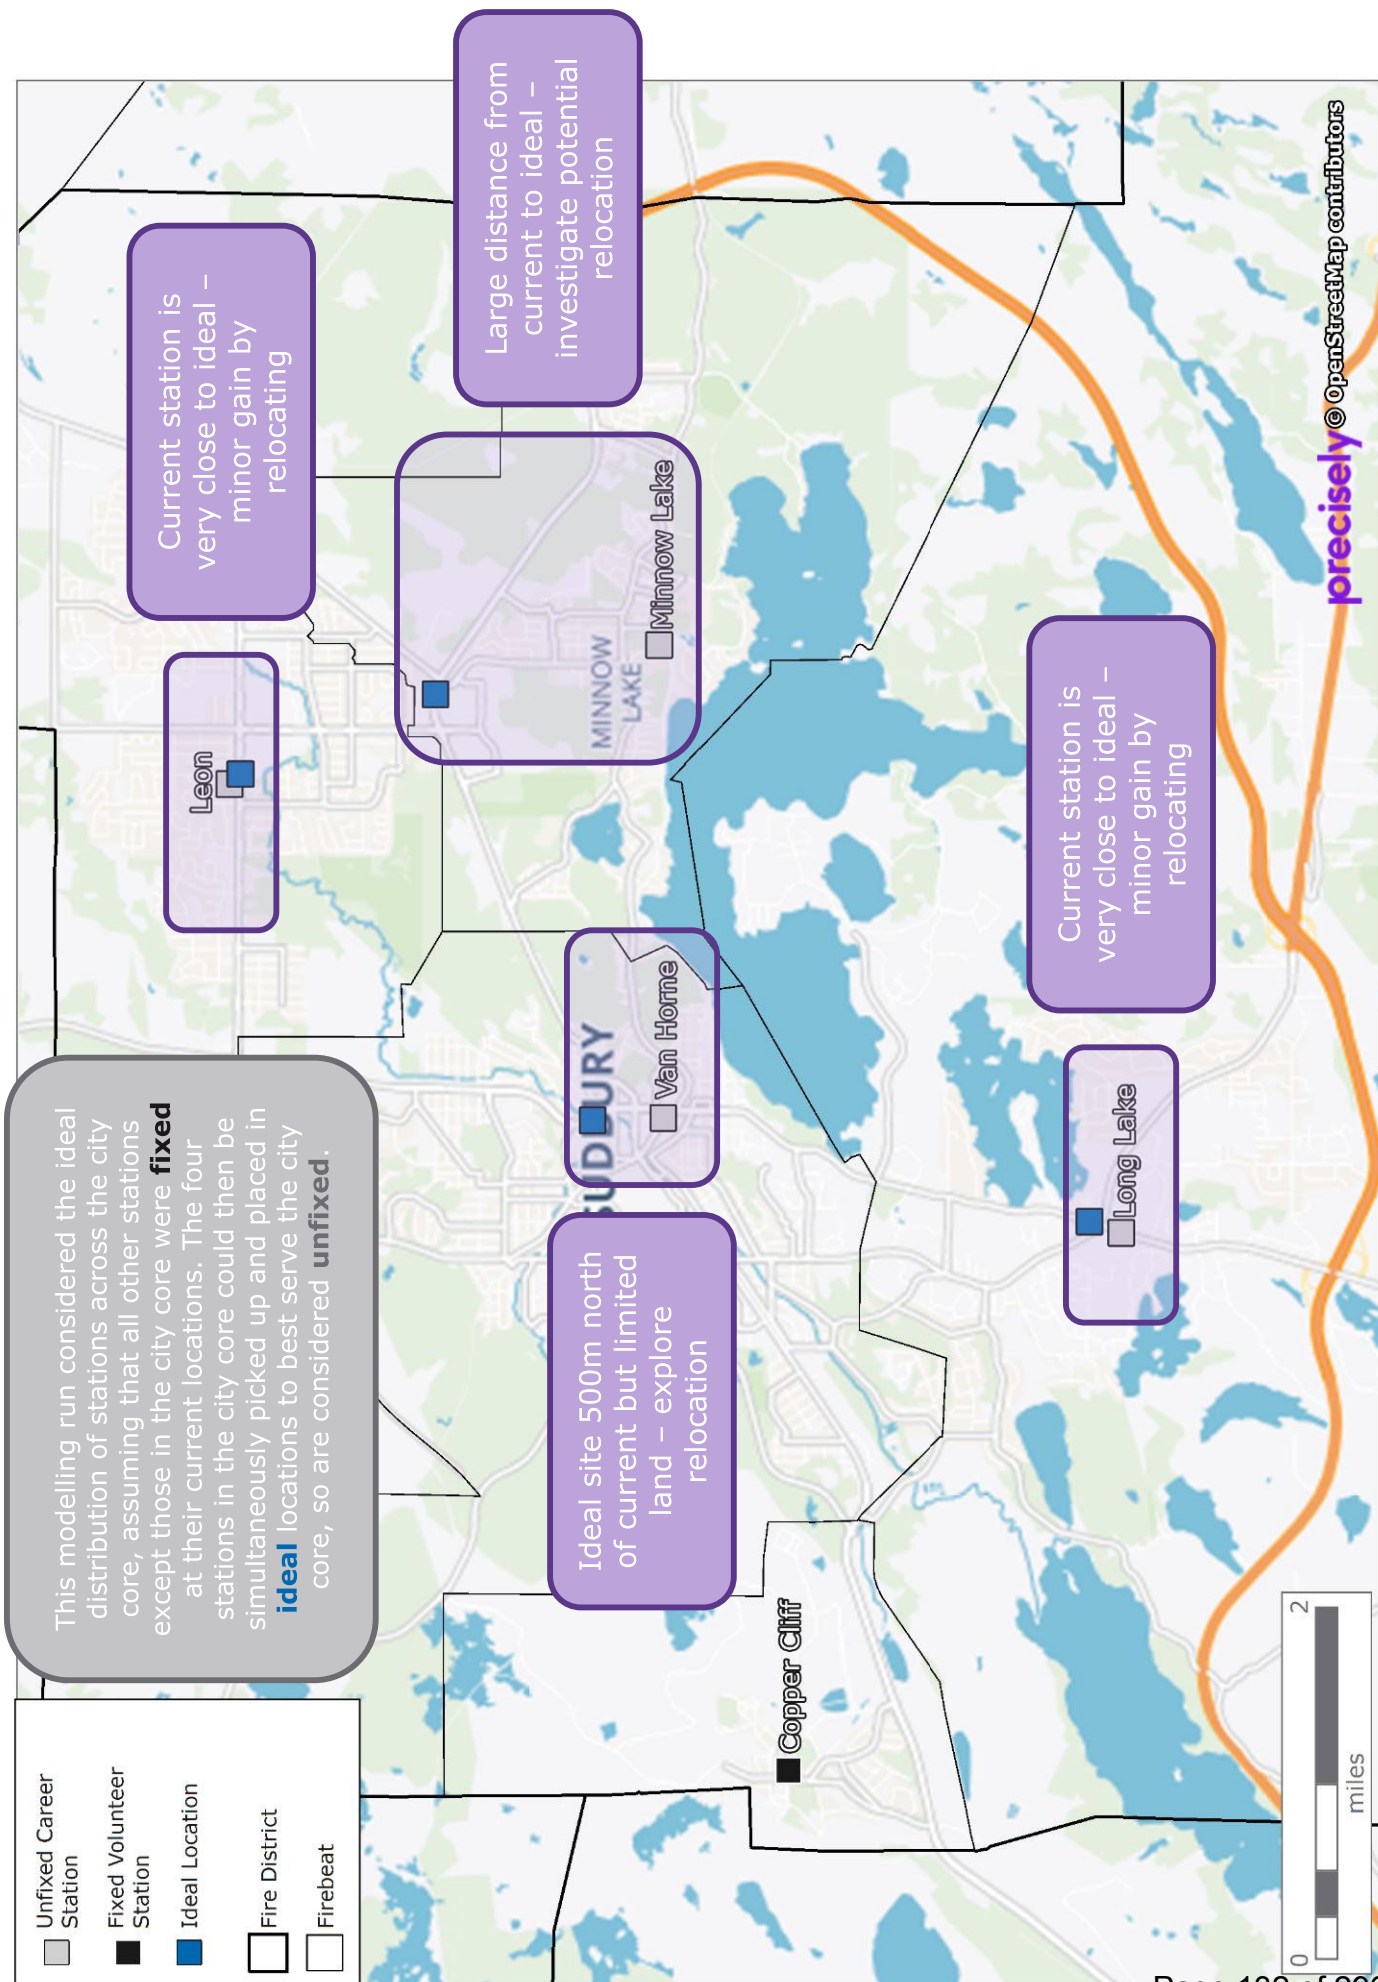 This modelling run considered the ideal
distribution of stations across the city
core, assuming that all other stations
except those in the city core were fixed
at their current locations. The four
stations in the city core could then be
simultaneously picked up and placed in
ideal locations to best serve the city
core, so are considered unfixed.
Current station is
very close to ideal –
minor gain by
relocating
Large distance from
current to ideal –
investigate potential
relocation
Ideal site 500m north
of current but limited
land – explore
relocation
Current station is
very close to ideal –
minor gain by
relocating
Leon
Minnow Lake
MINNOW
LAKE
SUDBURY
Van Horne
Long Lake
Copper Cliff
Unfixed Career
Station
Fixed Volunteer
Station
Ideal Location
Fire District
Firebeat
0
2
miles
precisely
© OpenStreetMap contributors